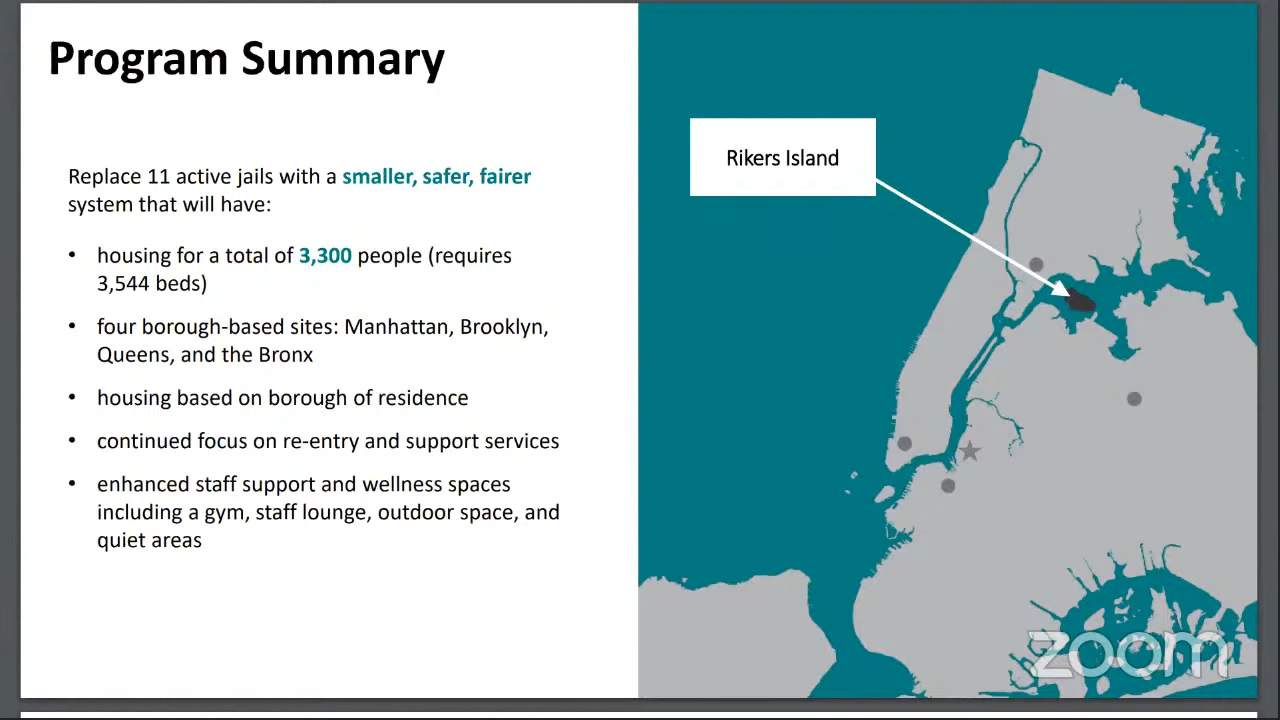 Program Summary
Replace 11 active jails with a smaller, safer, fairer
system that will have:
• housing for a total of 3,300 people (requires
3,544 beds)
• four borough-based sites: Manhattan, Brooklyn,
Queens, and the Bronx
• housing based on borough of residence
• continued focus on re-entry and support services
• enhanced staff support and wellness spaces
including a gym, staff lounge, outdoor space, and
quiet areas
Rikers Island
zoom